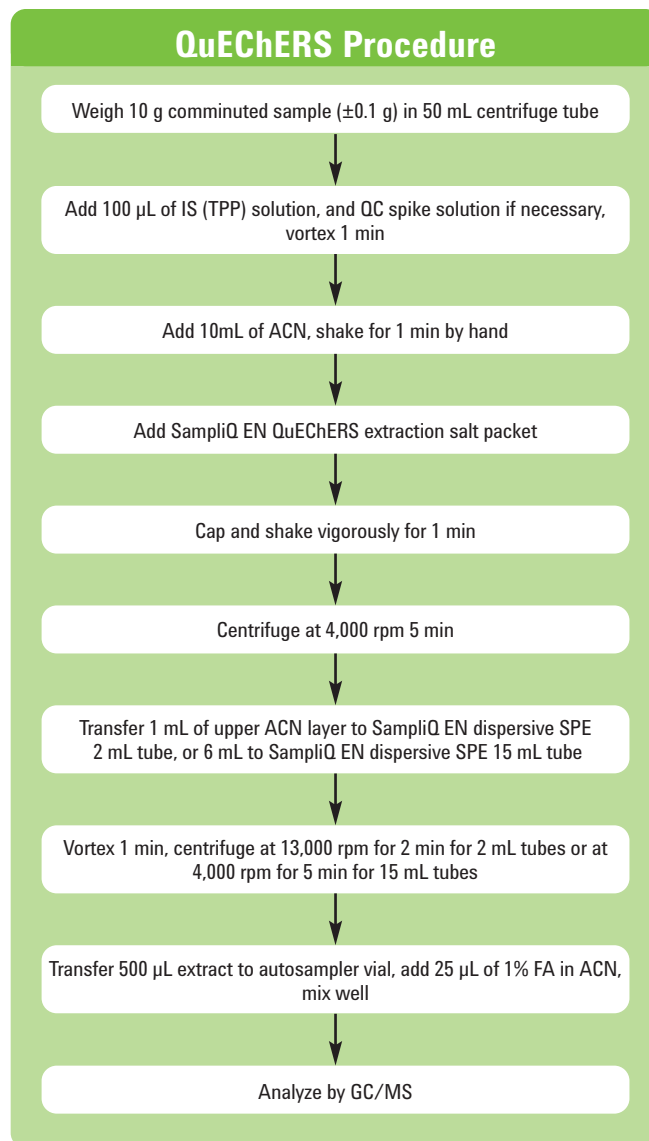 QuEChERS Procedure
Weigh 10 g comminuted sample (±0.1 g) in 50 mL centrifuge tube
Add 100 µL of IS (TPP) solution, and QC spike solution if necessary,
vortex 1 min
Add 10mL of ACN, shake for 1 min by hand
Add SampliQ EN QuEChERS extraction salt packet
Cap and shake vigorously for 1 min
Centrifuge at 4,000 rpm 5 min
Transfer 1 mL of upper ACN layer to SampliQ EN dispersive SPE
2 mL tube, or 6 mL to SampliQ EN dispersive SPE 15 mL tube
Vortex 1 min, centrifuge at 13,000 rpm for 2 min for 2 mL tubes or at
4,000 rpm for 5 min for 15 mL tubes
Transfer 500 µL extract to autosampler vial, add 25 µL of 1% FA in ACN,
mix well
Analyze by GC/MS